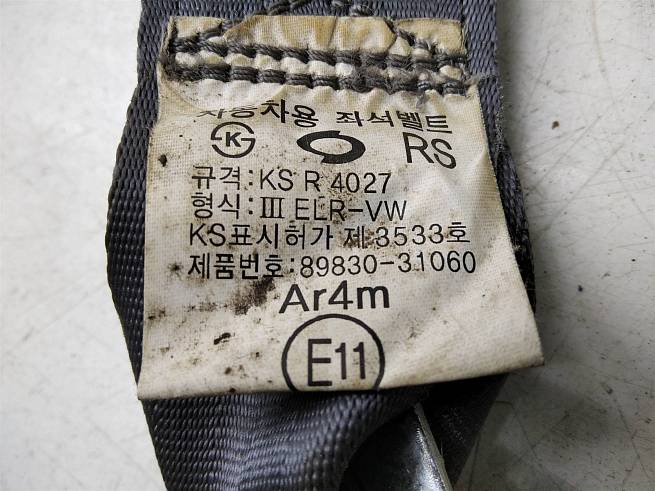 자동차용 좌석벨트
K RS
규격:KS R 4027
형식:Ⅲ ELR-VW
KS표시허가 제 3533호
제품번호:89830-31060
Ar4m
E11